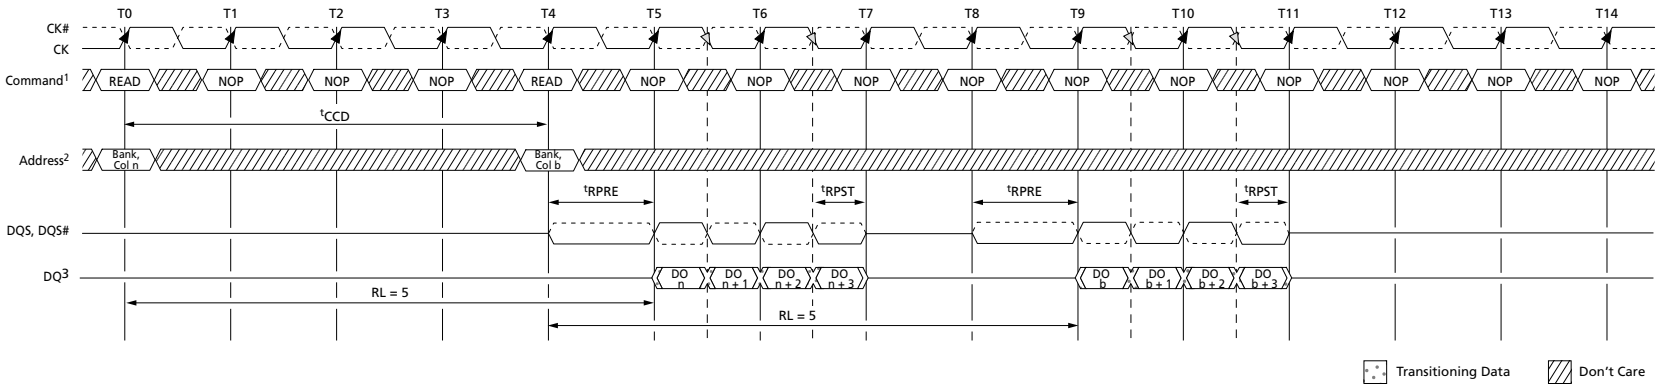 T0 T1 T2 T3 T4 T5 T6 T7 T8 T9 T10 T11 T12 T13 T14
CK#
CK
Command1 READ NOP NOP NOP READ NOP NOP NOP NOP NOP NOP NOP NOP NOP NOP
tCCD
Address2 Bank, Col n Bank, Col b
tRPRE tRPST tRPRE tRPST
DQS, DQS#
DQ3 DO n DO n + 1 DO n + 2 DO n + 3 DO b DO b + 1 DO b + 2 DO b + 3
RL = 5
RL = 5
Transitioning Data Don't Care